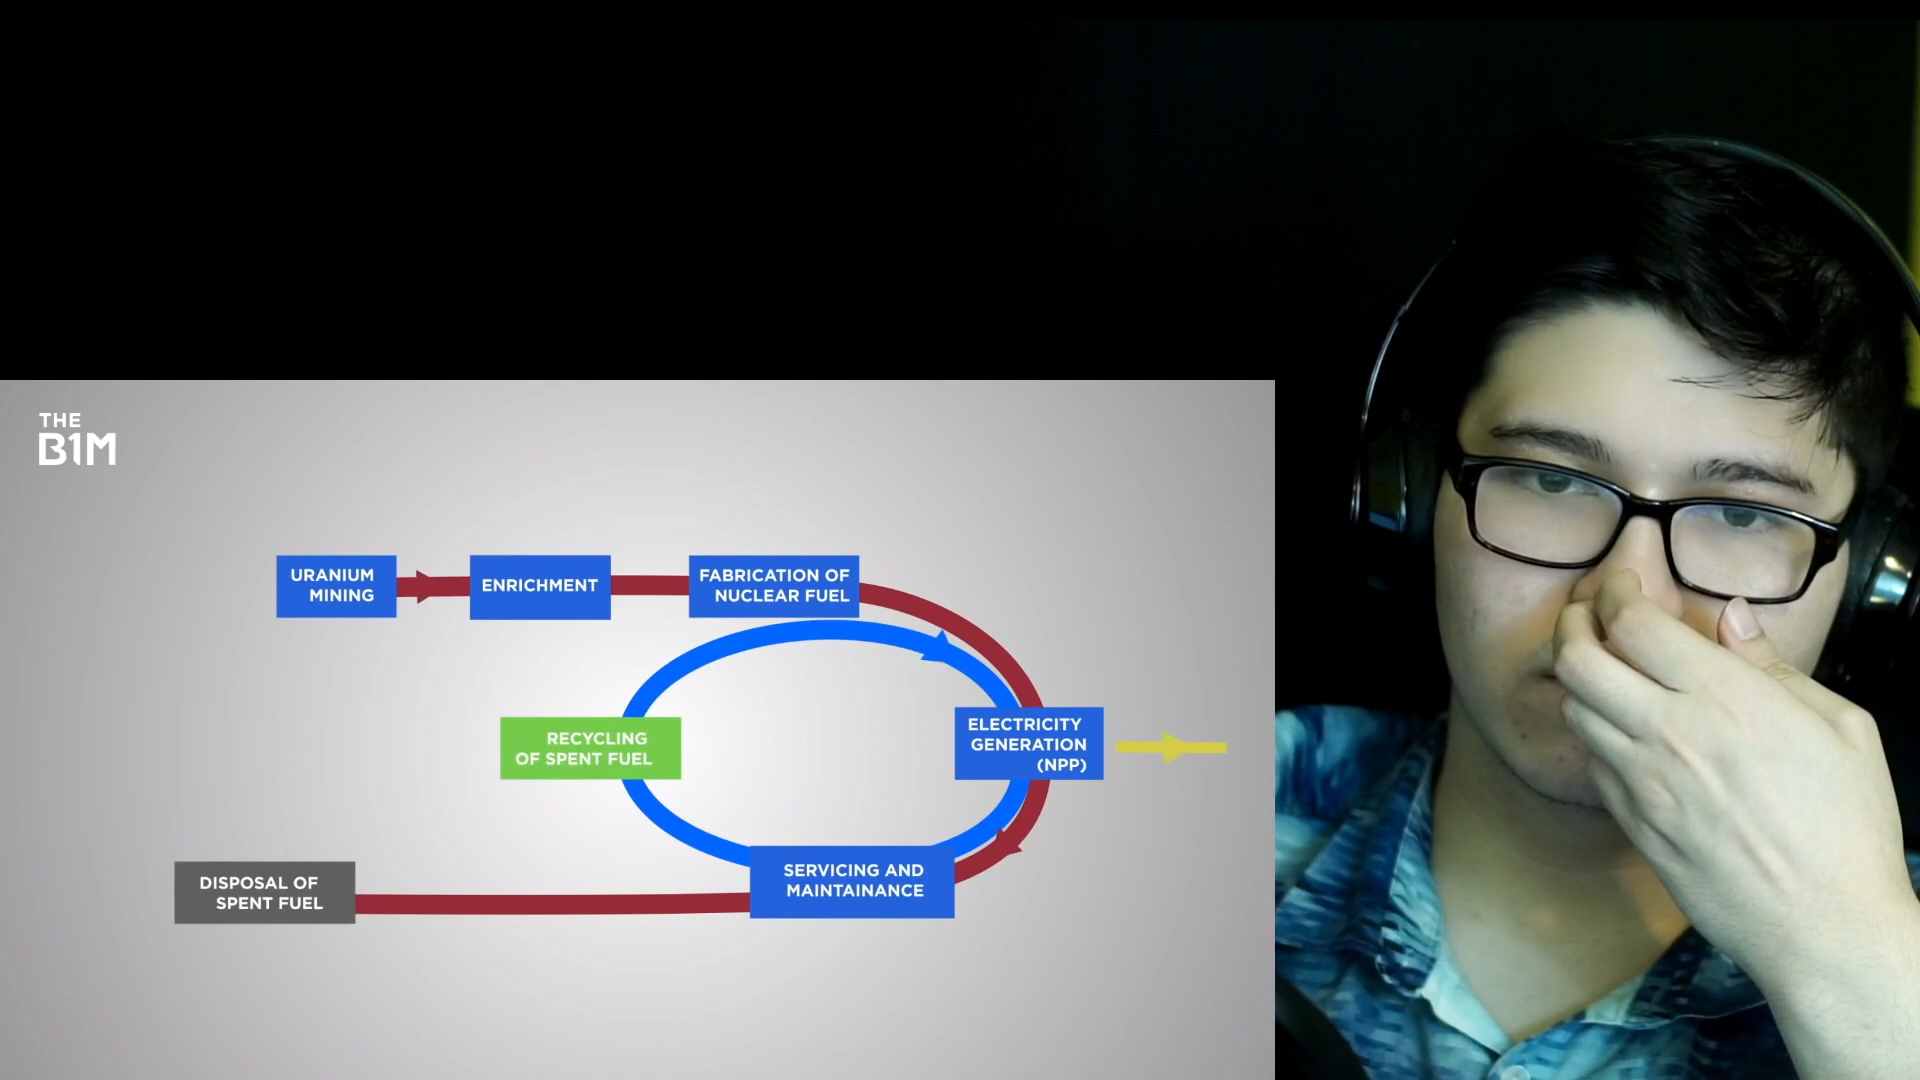 THE
B1M
URANIUM
MINING
ENRICHMENT
FABRICATION OF
NUCLEAR FUEL
RECYCLING
OF SPENT FUEL
ELECTRICITY
GENERATION
(NPP)
SERVICING AND
MAINTAINANCE
DISPOSAL OF
SPENT FUEL